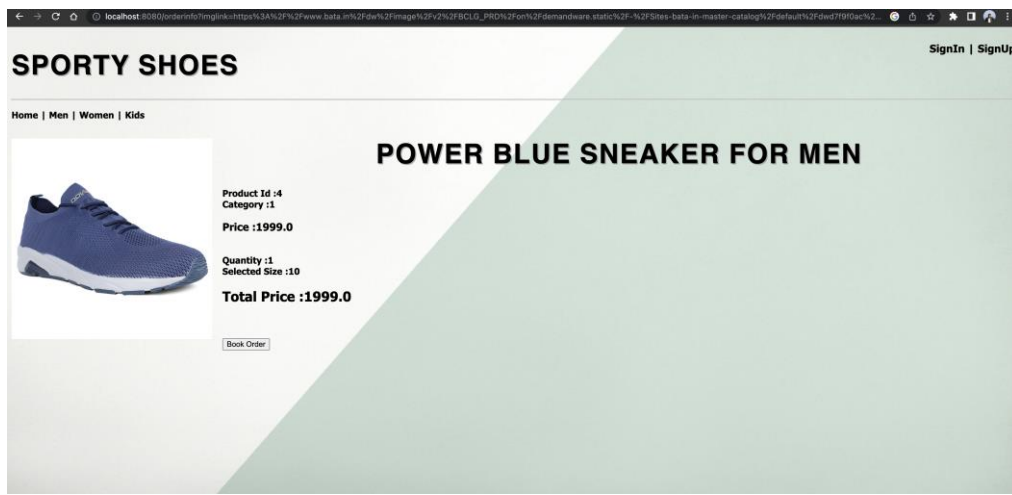 localhost:8080/orderinfo?imglink=https%3A%2F%2Fwww.bata.in%2Fdw%2Fimage%2Fv2%2FBCLG_PRD%2Fon%2Fdemandware.static%2F-%2FSites-bata-in-master-catalog%2Fdefault%2Fdwd7f9f0ac%2...
SignIn | SignUp
SPORTY SHOES
Home | Men | Women | Kids
POWER BLUE SNEAKER FOR MEN
Product Id :4
Category :1
Price :1999.0
Quantity :1
Selected Size :10
Total Price :1999.0
Book Order